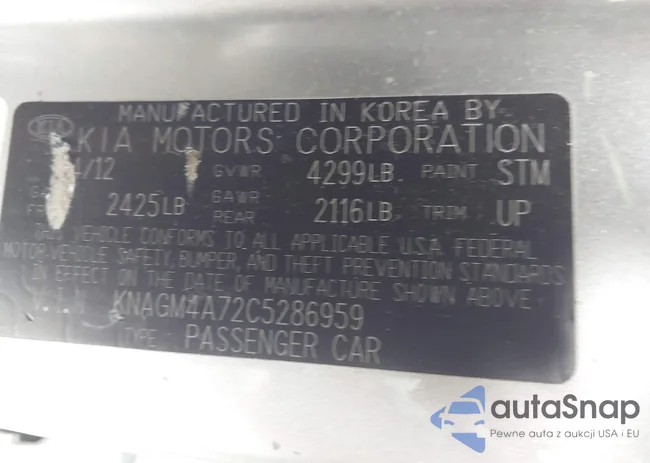 MANUFACTURED IN KOREA BY
KIA KIA MOTORS CORPORATION
4/12 GVWR 4299LB PAINT STM
2425LB GAWR REAR 2116LB TRIM UP
VEHICLE CONFORMS TO ALL APPLICABLE U.S.A. FEDERAL
MOTOR VEHICLE SAFETY, BUMPER, AND THEFT PREVENTION STANDARDS
IN EFFECT ON THE DATE OF MANUFACTURE SHOWN ABOVE
KNAGM4A72C5286959
TYPE: PASSENGER CAR
autaSnap
Pewne auta z aukcji USA i EU